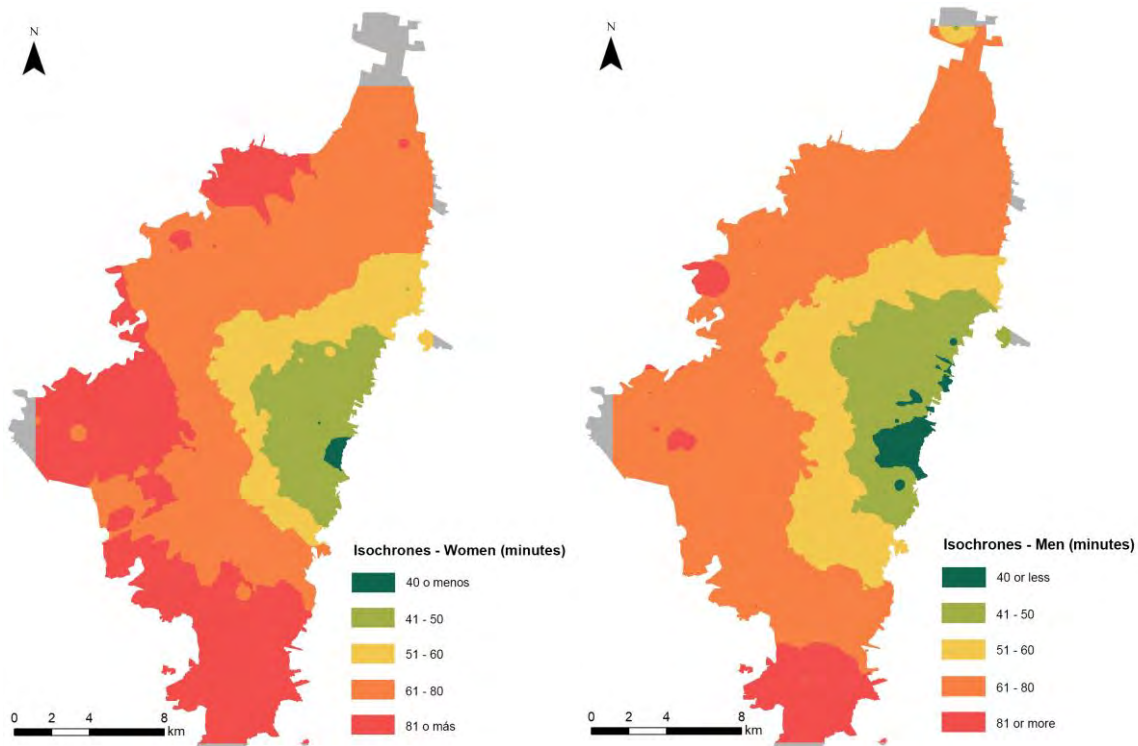 N
Isochrones - Women (minutes)
40 o menos
41 - 50
51 - 60
61 - 80
81 o más
0 2 4 8
km
N
Isochrones - Men (minutes)
40 or less
41 - 50
51 - 60
61 - 80
81 or more
0 2 4 8
km